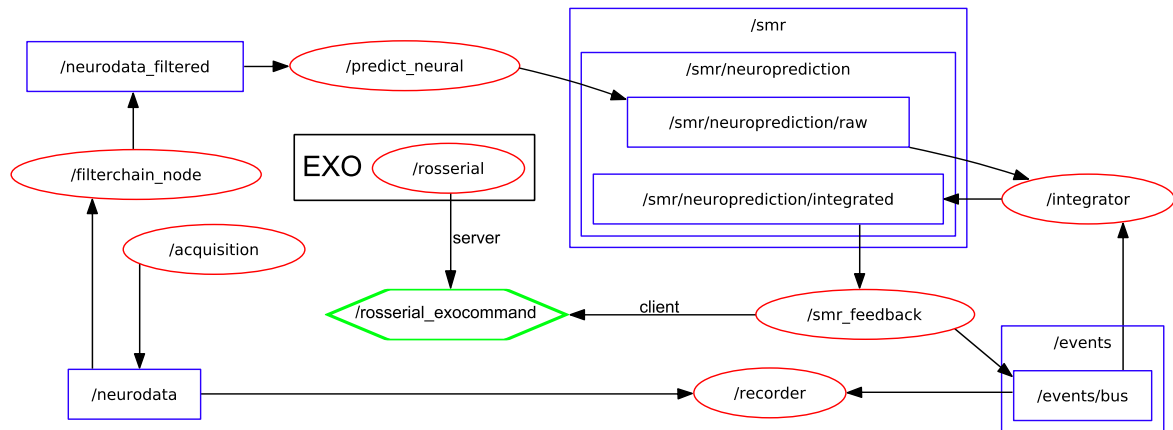 /smr
/neurodata_filtered
/predict_neural
/smr/neuroprediction
/smr/neuroprediction/raw
EXO
/rosserial
/filterchain_node
/smr/neuroprediction/integrated
/integrator
/acquisition
server
/rosserial_exocommand
client
/smr_feedback
/events
/neurodata
/recorder
/events/bus